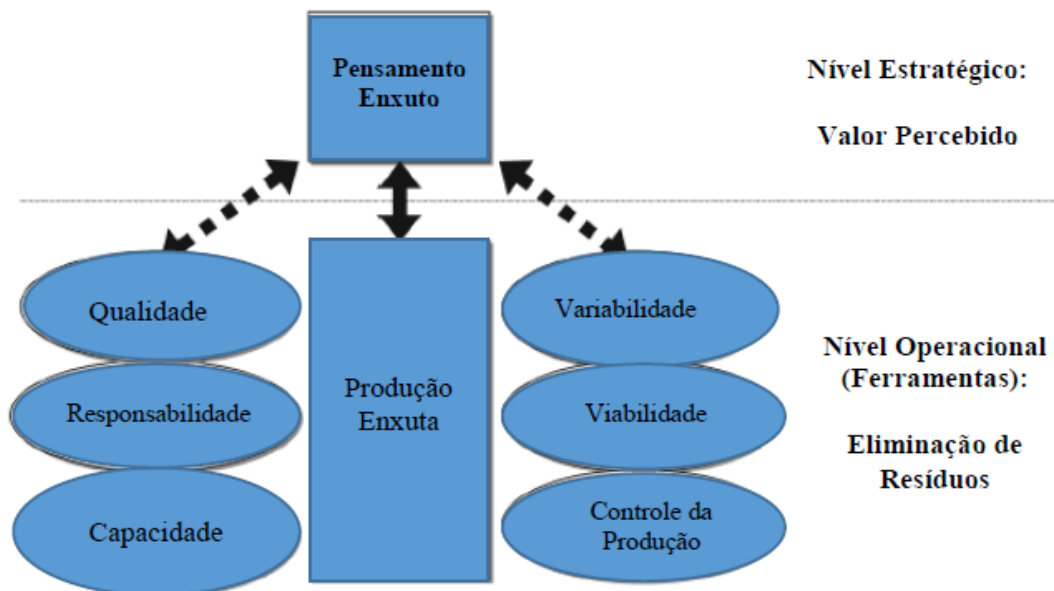 Pensamento
Enxuto
Nível Estratégico:
Valor Percebido
Qualidade
Responsabilidade
Capacidade
Produção
Enxuta
Variabilidade
Viabilidade
Controle da
Produção
Nível Operacional
(Ferramentas):
Eliminação de
Resíduos